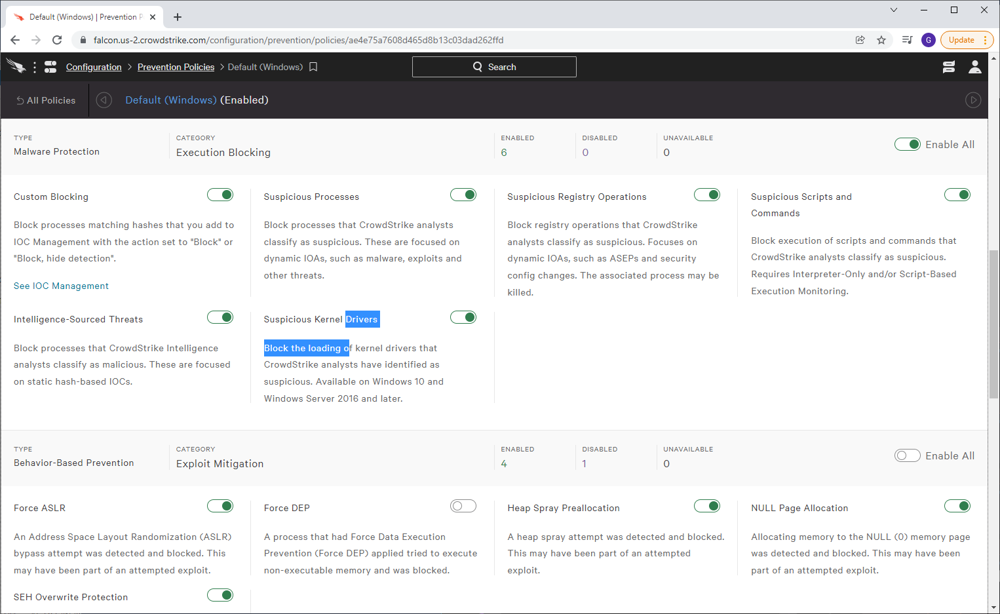 Default (Windows) | Prevention P
falcon.us-2.crowdstrike.com/configuration/prevention/policies/ae4e75a7608d465d8b13c03dad262ffd
G
Update
Configuration > Prevention Policies > Default (Windows)
Search
All Policies
Default (Windows) (Enabled)
TYPE
Malware Protection
CATEGORY
Execution Blocking
ENABLED
6
DISABLED
0
UNAVAILABLE
0
Enable All
Custom Blocking
Block processes matching hashes that you add to
IOC Management with the action set to "Block" or
"Block, hide detection".
See IOC Management
Suspicious Processes
Block processes that CrowdStrike analysts
classify as suspicious. These are focused on
dynamic IOAs, such as malware, exploits and
other threats.
Suspicious Registry Operations
Block registry operations that CrowdStrike
analysts classify as suspicious. Focuses on
dynamic IOAs, such as ASEPs and security
config changes. The associated process may be
killed.
Suspicious Scripts and
Commands
Block execution of scripts and commands that
CrowdStrike analysts classify as suspicious.
Requires Interpreter-Only and/or Script-Based
Execution Monitoring.
Intelligence-Sourced Threats
Block processes that CrowdStrike Intelligence
analysts classify as malicious. These are focused
on static hash-based IOCs.
Suspicious Kernel Drivers
Block the loading of kernel drivers that
CrowdStrike analysts have identified as
suspicious. Available on Windows 10 and
Windows Server 2016 and later.
TYPE
Behavior-Based Prevention
CATEGORY
Exploit Mitigation
ENABLED
4
DISABLED
1
UNAVAILABLE
0
Enable All
Force ASLR
An Address Space Layout Randomization (ASLR)
bypass attempt was detected and blocked. This
may have been part of an attempted exploit.
Force DEP
A process that had Force Data Execution
Prevention (Force DEP) applied tried to execute
non-executable memory and was blocked.
Heap Spray Preallocation
A heap spray attempt was detected and blocked.
This may have been part of an attempted
exploit.
NULL Page Allocation
Allocating memory to the NULL (0) memory page
was detected and blocked. This may have been
part of an attempted exploit.
SEH Overwrite Protection